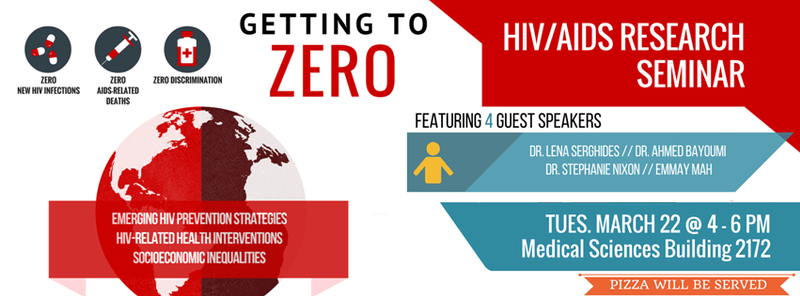 GETTING TO
ZERO
ZERO
NEW HIV INFECTIONS
ZERO
AIDS-RELATED
DEATHS
ZERO DISCRIMINATION
EMERGING HIV PREVENTION STRATEGIES
HIV-RELATED HEALTH INTERVENTIONS
SOCIOECONOMIC INEQUALITIES
HIV/AIDS RESEARCH
SEMINAR
FEATURING 4 GUEST SPEAKERS
DR. LENA SERGHIDES // DR. AHMED BAYOUMI
DR. STEPHANIE NIXON // EMMAY MAH
TUES. MARCH 22 @ 4 - 6 PM
Medical Sciences Building 2172
PIZZA WILL BE SERVED